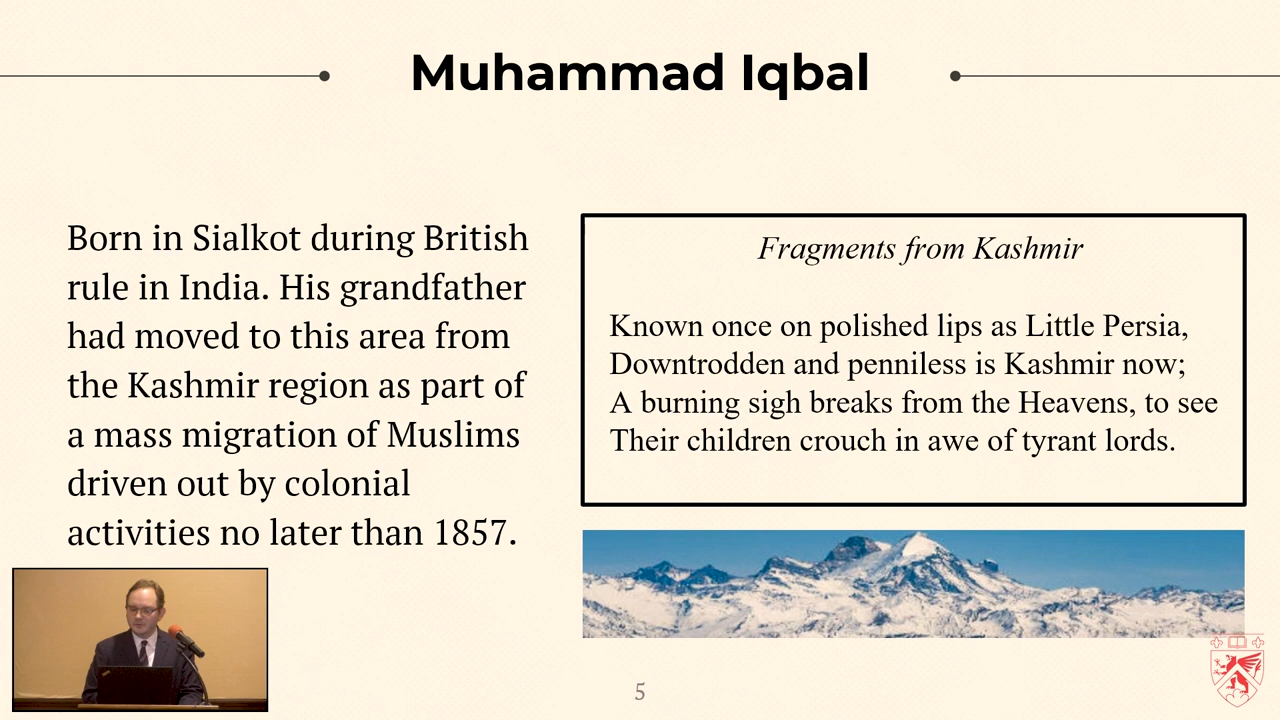 Muhammad Iqbal
Born in Sialkot during British
rule in India. His grandfather
had moved to this area from
the Kashmir region as part of
a mass migration of Muslims
driven out by colonial
activities no later than 1857.
Fragments from Kashmir
Known once on polished lips as Little Persia,
Downtrodden and penniless is Kashmir now;
A burning sigh breaks from the Heavens, to see
Their children crouch in awe of tyrant lords.
5